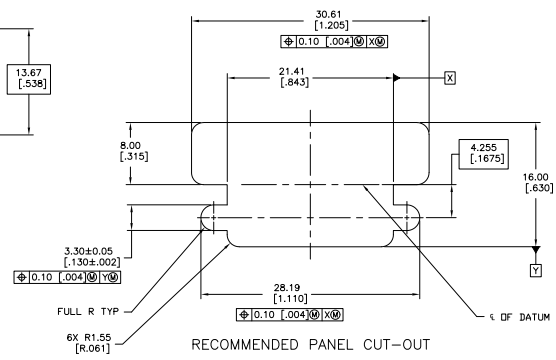 30.61
[1.205]
⌖ 0.10 [.004]Ⓜ XⓂ
13.67
[.538]
21.41
[.843]
X
8.00
[.315]
4.255
[.1675]
16.00
[.630]
3.30±0.05
[.130±.002]
⌖ 0.10 [.004]Ⓜ YⓂ
Y
28.19
[1.110]
⌖ 0.10 [.004]Ⓜ XⓂ
FULL R TYP
℄ OF DATUM
6X R1.55
[R.061]
RECOMMENDED PANEL CUT-OUT